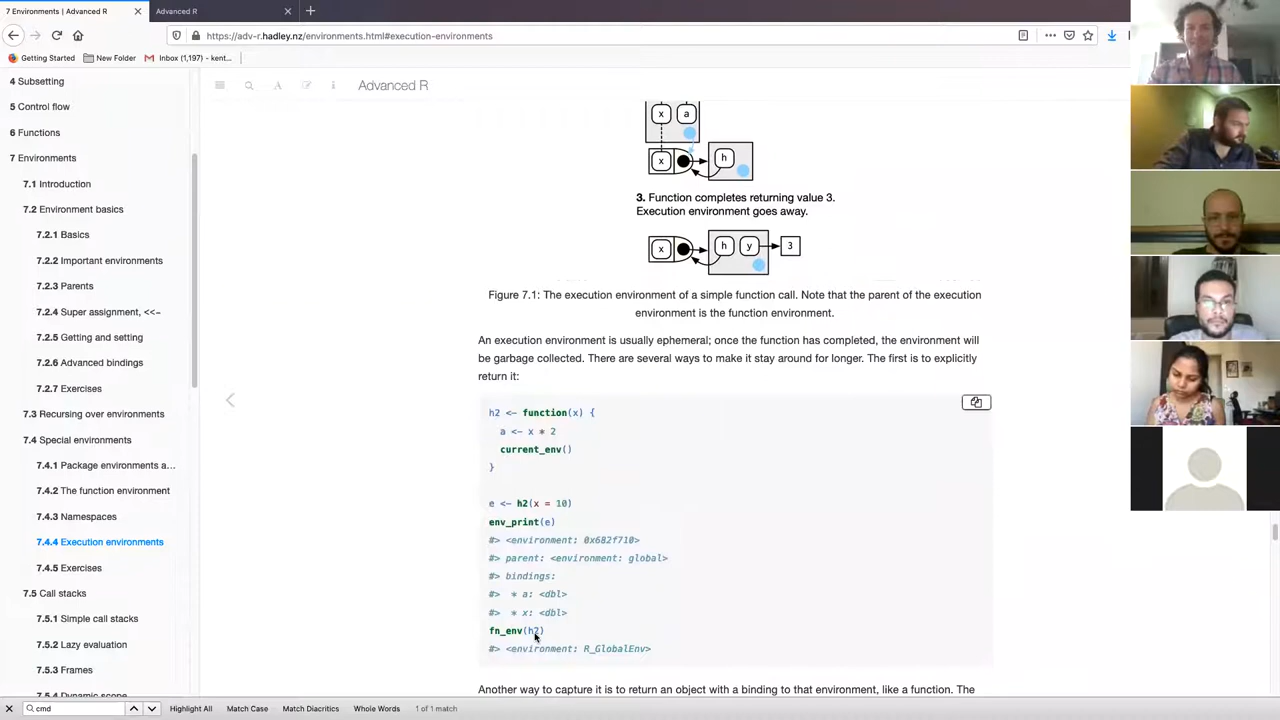 7 Environments | Advanced R
Advanced R
https://adv-r.hadley.nz/environments.html#execution-environments
Getting Started
New Folder
Inbox (1,197) - kent...
4 Subsetting
5 Control flow
6 Functions
7 Environments
7.1 Introduction
7.2 Environment basics
7.2.1 Basics
7.2.2 Important environments
7.2.3 Parents
7.2.4 Super assignment, <<-
7.2.5 Getting and setting
7.2.6 Advanced bindings
7.2.7 Exercises
7.3 Recursing over environments
7.4 Special environments
7.4.1 Package environments a...
7.4.2 The function environment
7.4.3 Namespaces
7.4.4 Execution environments
7.4.5 Exercises
7.5 Call stacks
7.5.1 Simple call stacks
7.5.2 Lazy evaluation
7.5.3 Frames
7.5.4 Dynamic scope
Advanced R
x a
x h
3. Function completes returning value 3.
Execution environment goes away.
x h y 3
Figure 7.1: The execution environment of a simple function call. Note that the parent of the execution
environment is the function environment.
An execution environment is usually ephemeral; once the function has completed, the environment will
be garbage collected. There are several ways to make it stay around for longer. The first is to explicitly
return it:
h2 <- function(x) {
a <- x * 2
current_env()
}
e <- h2(x = 10)
env_print(e)
#> <environment: 0x682f710>
#> parent: <environment: global>
#> bindings:
#> * a: <dbl>
#> * x: <dbl>
fn_env(h2)
#> <environment: R_GlobalEnv>
Another way to capture it is to return an object with a binding to that environment, like a function. The
cmd
Highlight All
Match Case
Match Diacritics
Whole Words
1 of 1 match